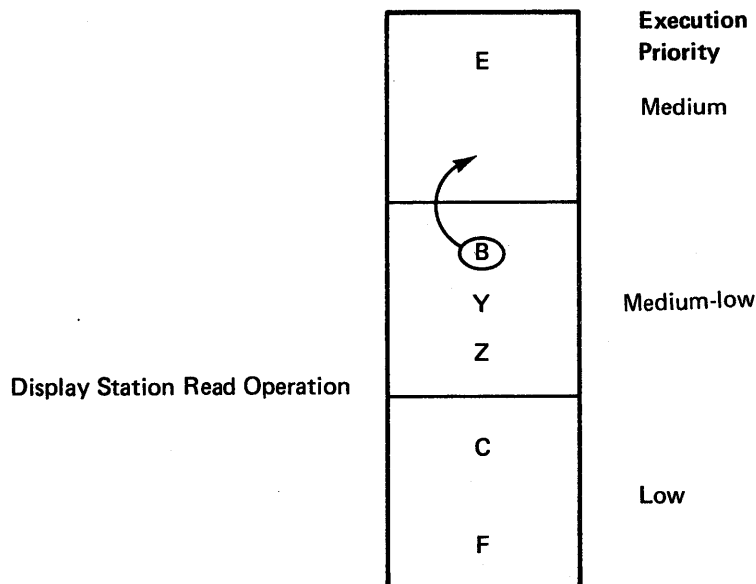 Execution
Priority
E
Medium
B
Y
Medium-low
Z
Display Station Read Operation
C
Low
F